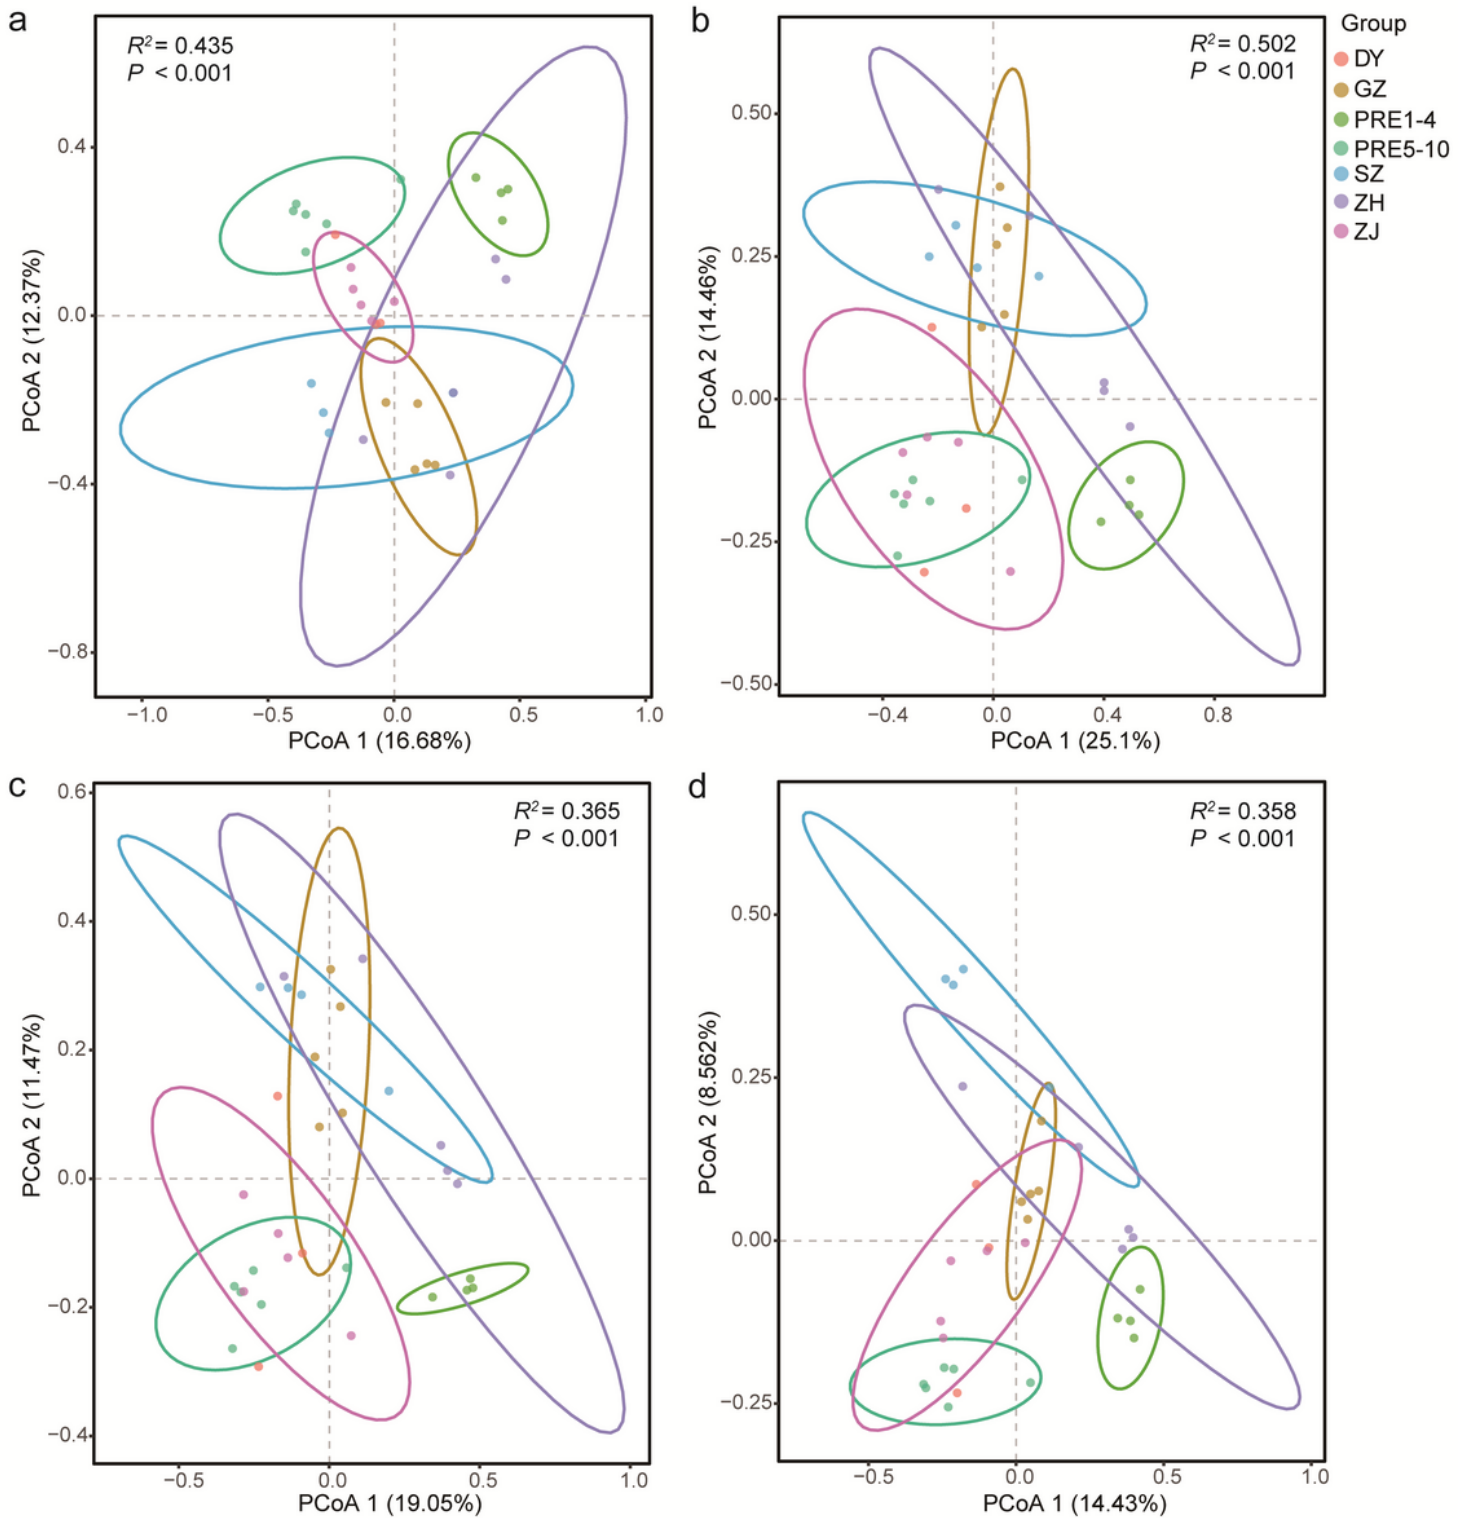 a
R²= 0.435
P < 0.001
0.4
0.0
−0.4
−0.8
PCoA 2 (12.37%)
−1.0 −0.5 0.0 0.5 1.0
PCoA 1 (16.68%)
b
R²= 0.502
P < 0.001
0.50
0.25
0.00
−0.25
−0.50
PCoA 2 (14.46%)
−0.4 0.0 0.4 0.8
PCoA 1 (25.1%)
Group
DY
GZ
PRE1-4
PRE5-10
SZ
ZH
ZJ
c
R²= 0.365
P < 0.001
0.6
0.4
0.2
0.0
−0.2
−0.4
PCoA 2 (11.47%)
−0.5 0.0 0.5 1.0
PCoA 1 (19.05%)
d
R²= 0.358
P < 0.001
0.50
0.25
0.00
−0.25
PCoA 2 (8.562%)
−0.5 0.0 0.5 1.0
PCoA 1 (14.43%)